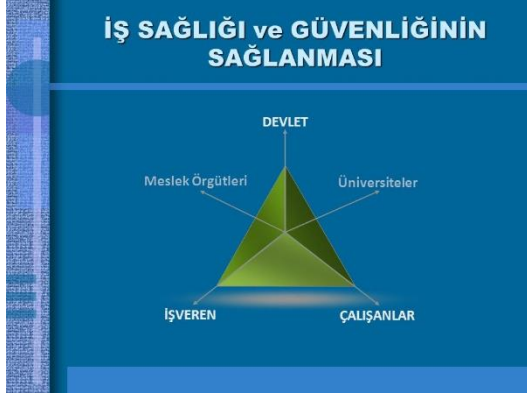 İŞ SAĞLIĞI ve GÜVENLİĞİNİN
SAĞLANMASI
DEVLET
Meslek Örgütleri
Üniversiteler
İŞVEREN
ÇALIŞANLAR